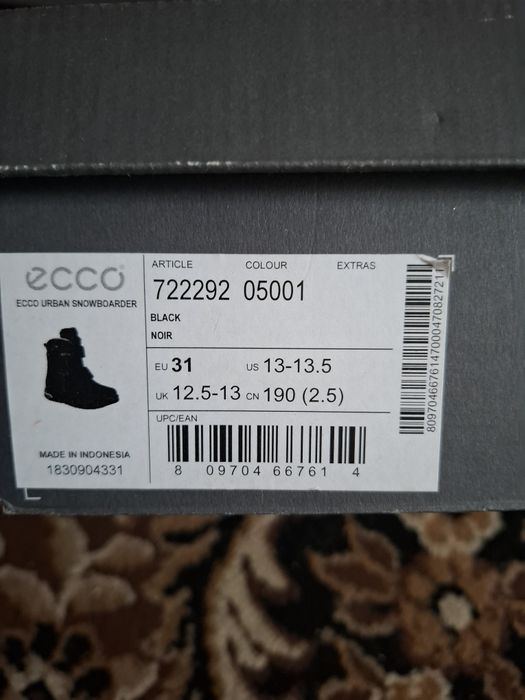 ecco
ECCO URBAN SNOWBOARDER
MADE IN INDONESIA
1830904331
ARTICLE COLOUR EXTRAS
722292 05001
BLACK
NOIR
EU 31 US 13-13.5
UK 12.5-13 CN 190 (2.5)
UPC/EAN
8 09704 66761 4